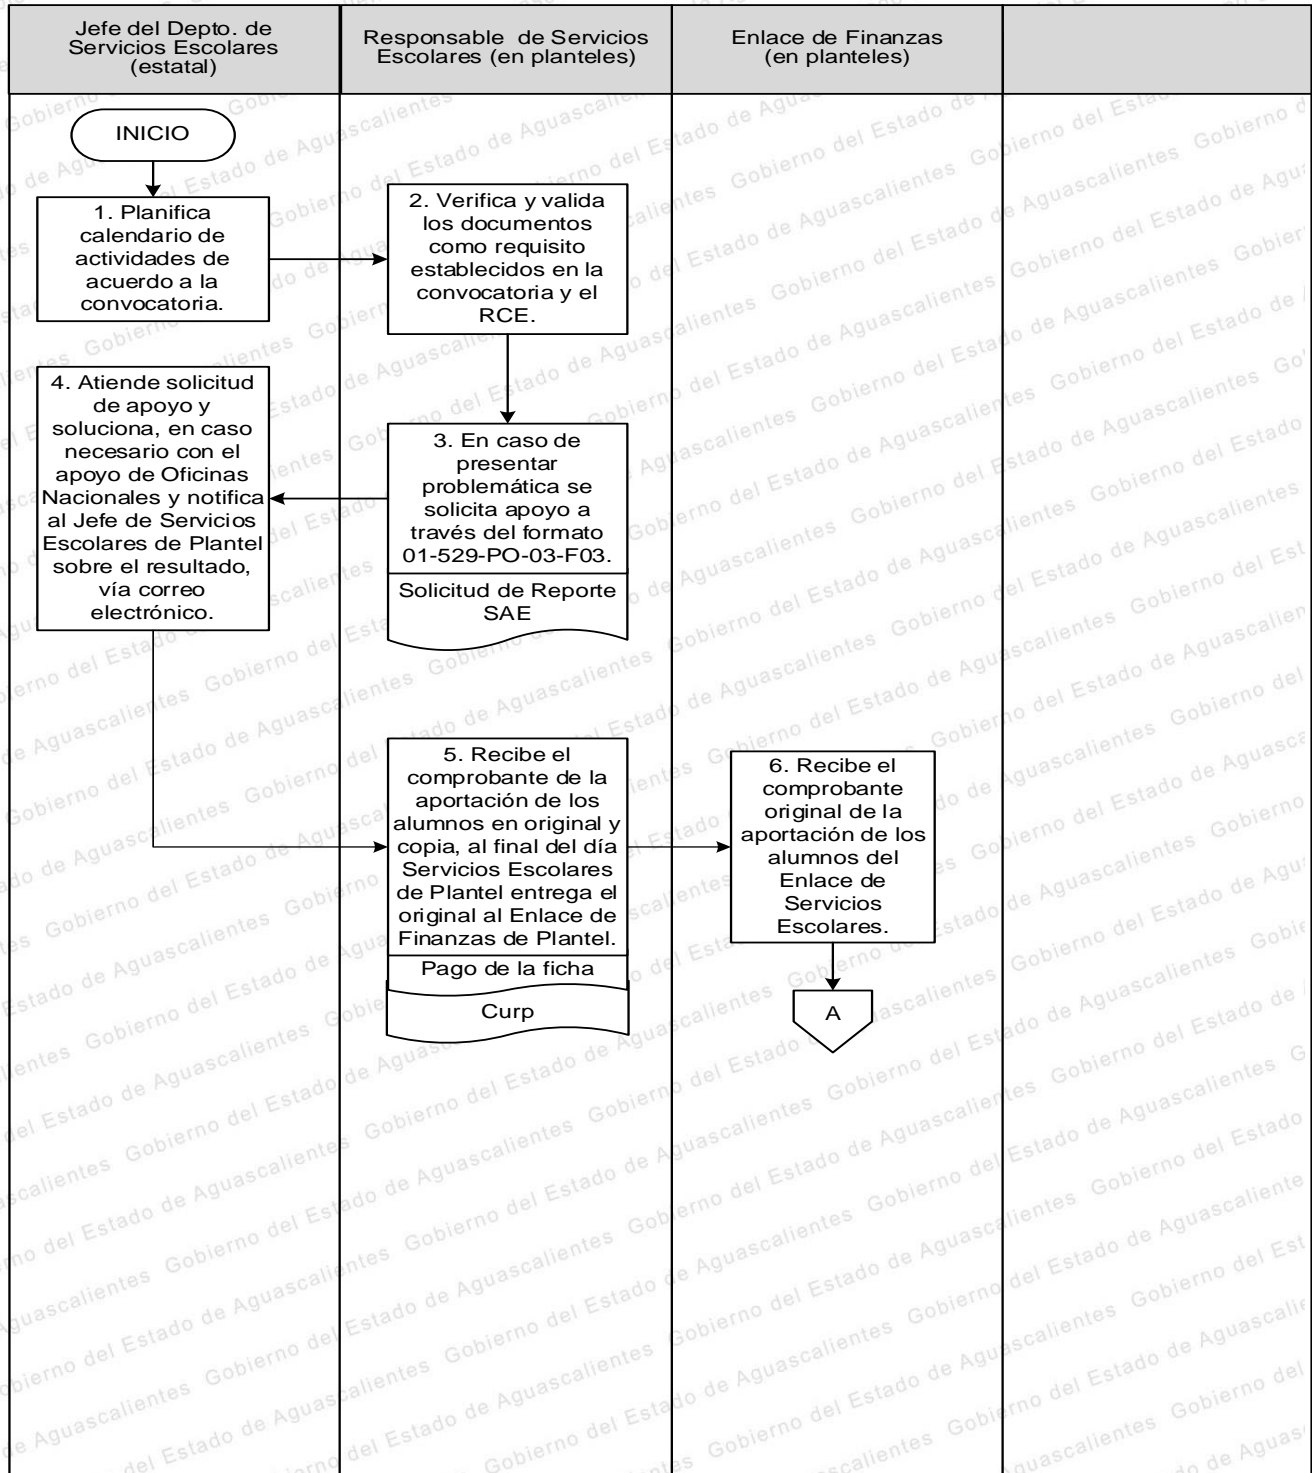 Jefe del Depto. de
Servicios Escolares
(estatal)
Responsable de Servicios
Escolares (en planteles)
Enlace de Finanzas
(en planteles)
INICIO
1. Planifica
calendario de
actividades de
acuerdo a la
convocatoria.
2. Verifica y valida
los documentos
como requisito
establecidos en la
convocatoria y el
RCE.
3. En caso de
presentar
problemática se
solicita apoyo a
través del formato
01-529-PO-03-F03.
Solicitud de Reporte
SAE
4. Atiende solicitud
de apoyo y
soluciona, en caso
necesario con el
apoyo de Oficinas
Nacionales y notifica
al Jefe de Servicios
Escolares de Plantel
sobre el resultado,
vía correo
electrónico.
5. Recibe el
comprobante de la
aportación de los
alumnos en original y
copia, al final del día
Servicios Escolares
de Plantel entrega el
original al Enlace de
Finanzas de Plantel.
Pago de la ficha
Curp
6. Recibe el
comprobante
original de la
aportación de los
alumnos del
Enlace de
Servicios
Escolares.
A
Gobierno del Estado de Aguascalientes